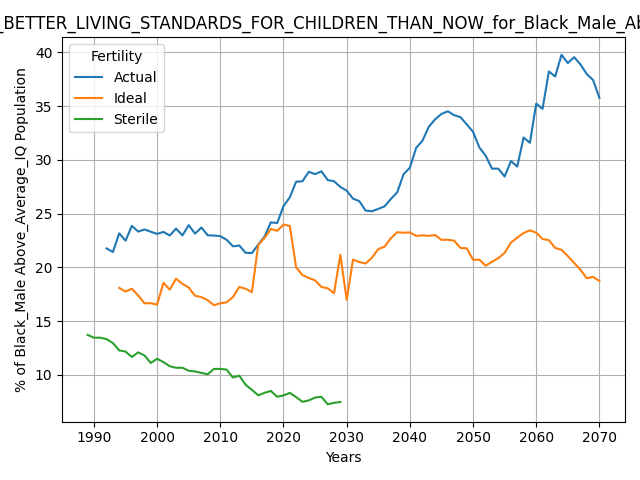 _BETTER_LIVING_STANDARDS_FOR_CHILDREN_THAN_NOW_for_Black_Male_Ab
Fertility
Actual
Ideal
Sterile
% of Black_Male Above_Average_IQ Population
40
35
30
25
20
15
10
1990 2000 2010 2020 2030 2040 2050 2060 2070
Years